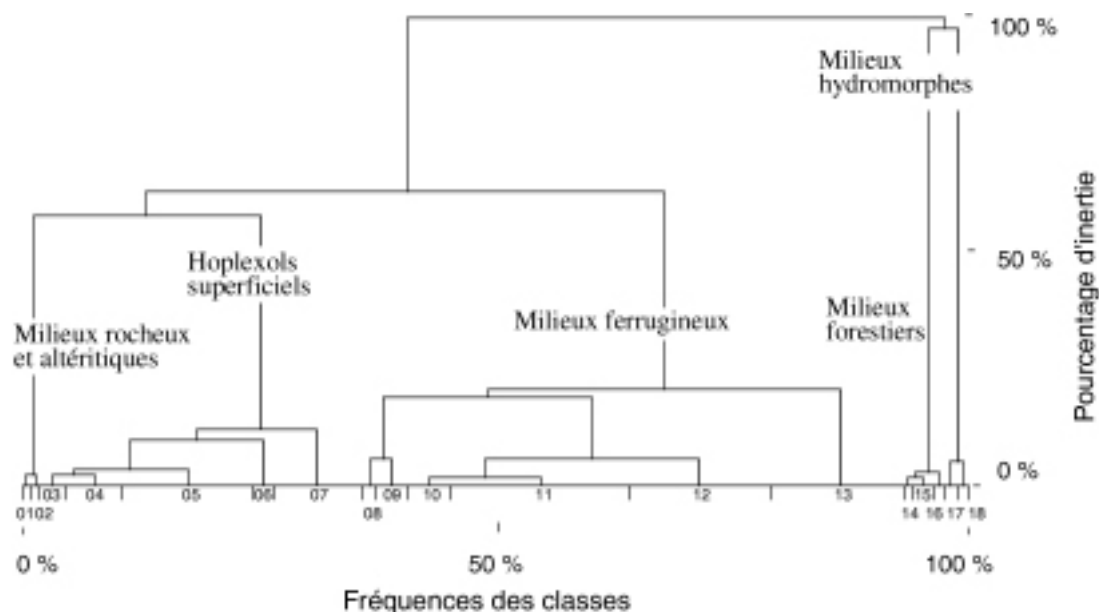 100 %
Milieux
hydromorphes
Hoplexols
superficiels
50 %
Milieux rocheux
et altéritiques
Milieux ferrugineux
Milieux
forestiers
Pourcentage d'inertie
0 %
03 04 05 06 07 09 10 11 12 13 15
01 02 08 14 16 17 18
0 % 50 % 100 %
Fréquences des classes